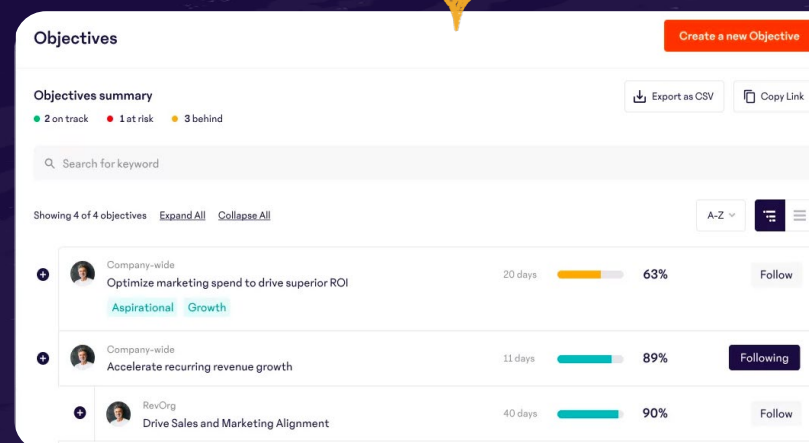 Objectives
Create a new Objective
Objectives summary
Export as CSV
Copy Link
2 on track
1 at risk
3 behind
Search for keyword
Showing 4 of 4 objectives Expand All Collapse All
A-Z
Company-wide
Optimize marketing spend to drive superior ROI
20 days
63%
Follow
Aspirational Growth
Company-wide
Accelerate recurring revenue growth
11 days
89%
Following
RevOrg
Drive Sales and Marketing Alignment
40 days
90%
Follow